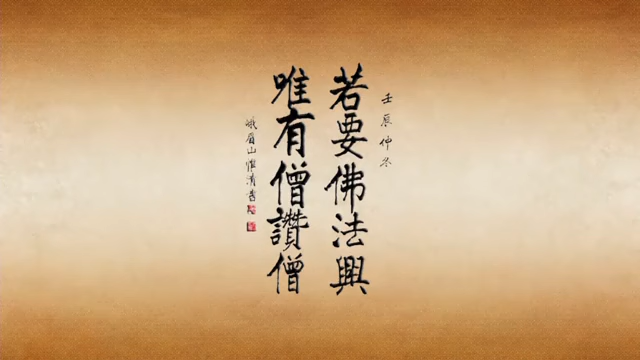 壬辰仲冬
若要佛法興
唯有僧讚僧
峨眉山惟清書